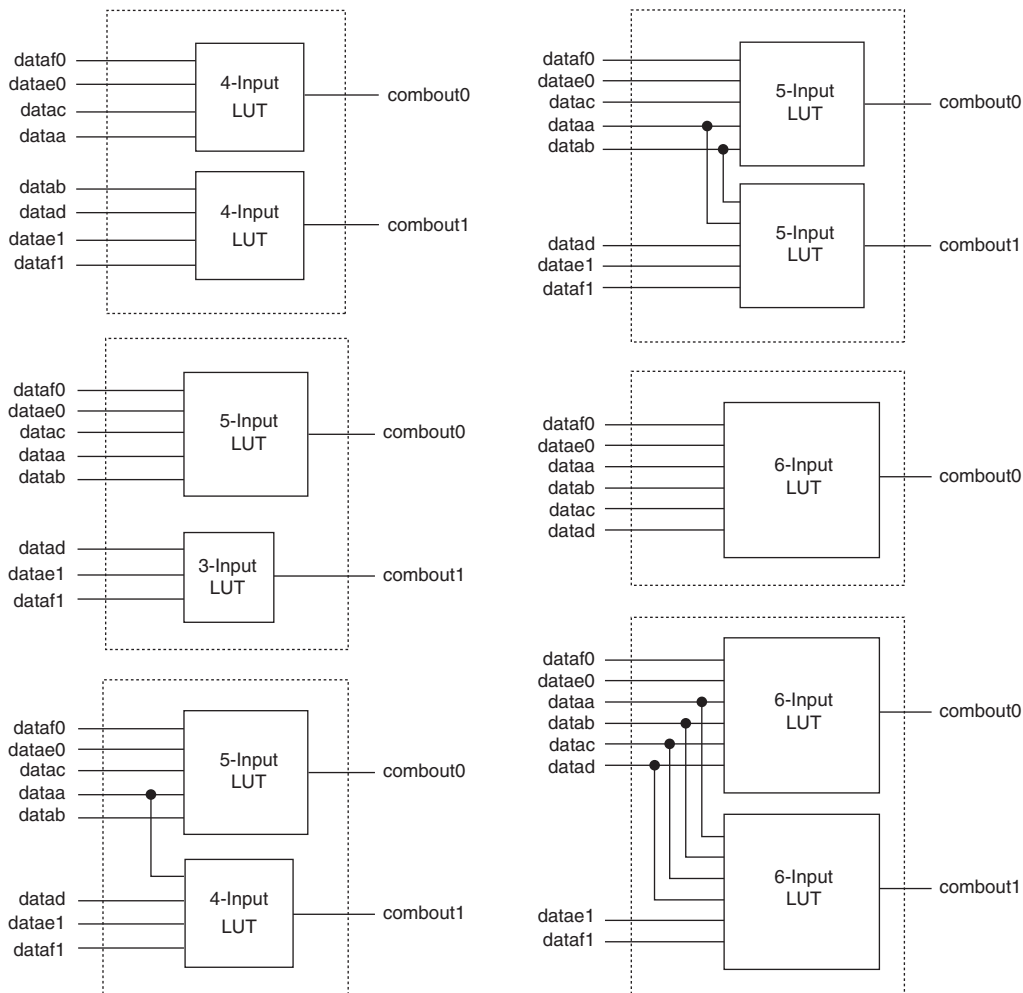 dataf0
datae0
datac
dataa
4-Input
LUT
combout0
datab
datad
datae1
dataf1
4-Input
LUT
combout1
dataf0
datae0
datac
dataa
datab
5-Input
LUT
combout0
datad
datae1
dataf1
3-Input
LUT
combout1
dataf0
datae0
datac
dataa
datab
5-Input
LUT
combout0
datad
datae1
dataf1
4-Input
LUT
combout1
dataf0
datae0
datac
dataa
datab
5-Input
LUT
combout0
datad
datae1
dataf1
5-Input
LUT
combout1
dataf0
datae0
dataa
datab
datac
datad
6-Input
LUT
combout0
dataf0
datae0
dataa
datab
datac
datad
6-Input
LUT
combout0
datae1
dataf1
6-Input
LUT
combout1